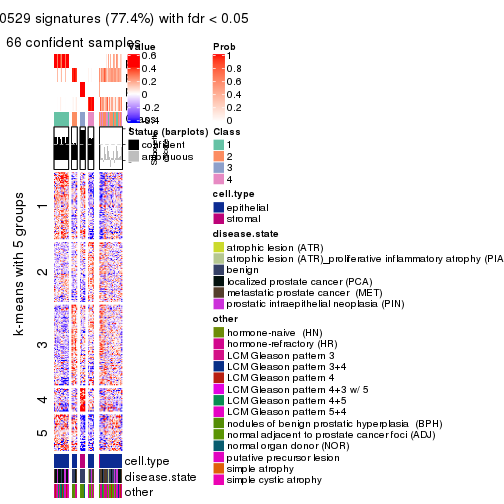 0529 signatures (77.4%) with fdr < 0.05
66 confident samples
Value
0.6
0.4
0.2
0
-0.2
-0.4
Prob
1
0.8
0.6
0.4
0.2
0
Status (barplots)
confident
ambiguous
Class
1
2
3
4
cell.type
epithelial
stromal
disease.state
atrophic lesion (ATR)
atrophic lesion (ATR)_proliferative inflammatory atrophy (PIA
benign
localized prostate cancer (PCA)
metastatic prostate cancer (MET)
prostatic intraepithelial neoplasia (PIN)
other
hormone-naive (HN)
hormone-refractory (HR)
LCM Gleason pattern 3
LCM Gleason pattern 3+4
LCM Gleason pattern 4
LCM Gleason pattern 4+3 w/ 5
LCM Gleason pattern 4+5
LCM Gleason pattern 5+4
nodules of benign prostatic hyperplasia (BPH)
normal adjacent to prostate cancer foci (ADJ)
normal organ donor (NOR)
putative precursor lesion
simple atrophy
simple cystic atrophy
k-means with 5 groups
1
2
3
4
5
cell.type
disease.state
other